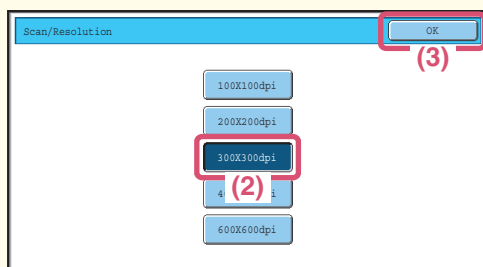 Scan/Resolution
OK
(3)
100X100dpi
200X200dpi
300X300dpi
(2)
600X600dpi